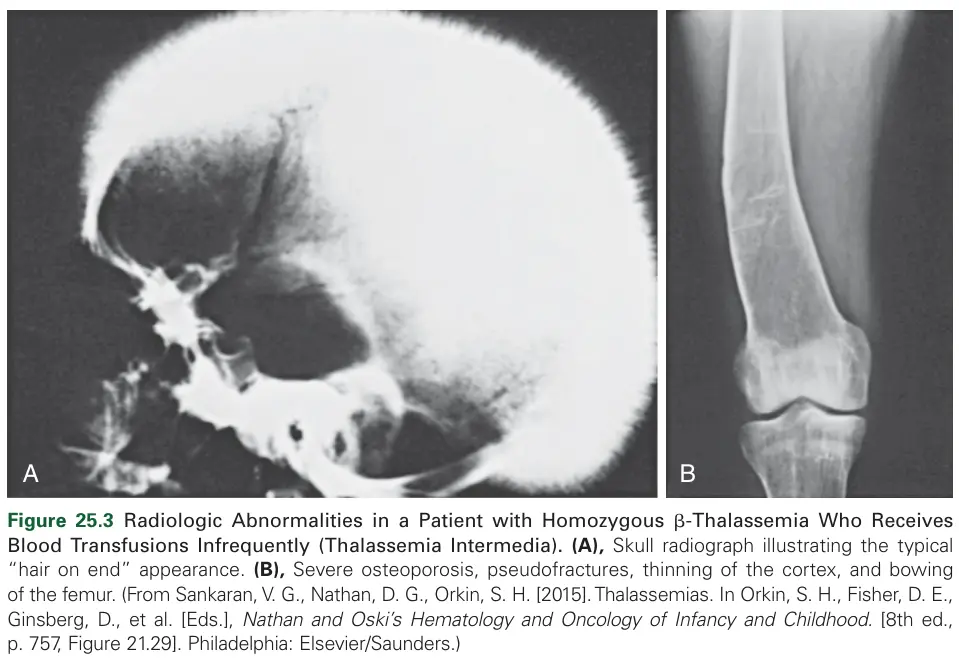 A
B
Figure 25.3 Radiologic Abnormalities in a Patient with Homozygous β-Thalassemia Who Receives
Blood Transfusions Infrequently (Thalassemia Intermedia). (A), Skull radiograph illustrating the typical
“hair on end” appearance. (B), Severe osteoporosis, pseudofractures, thinning of the cortex, and bowing
of the femur. (From Sankaran, V. G., Nathan, D. G., Orkin, S. H. [2015]. Thalassemias. In Orkin, S. H., Fisher, D. E.,
Ginsberg, D., et al. [Eds.], Nathan and Oski’s Hematology and Oncology of Infancy and Childhood. [8th ed.,
p. 757, Figure 21.29]. Philadelphia: Elsevier/Saunders.)